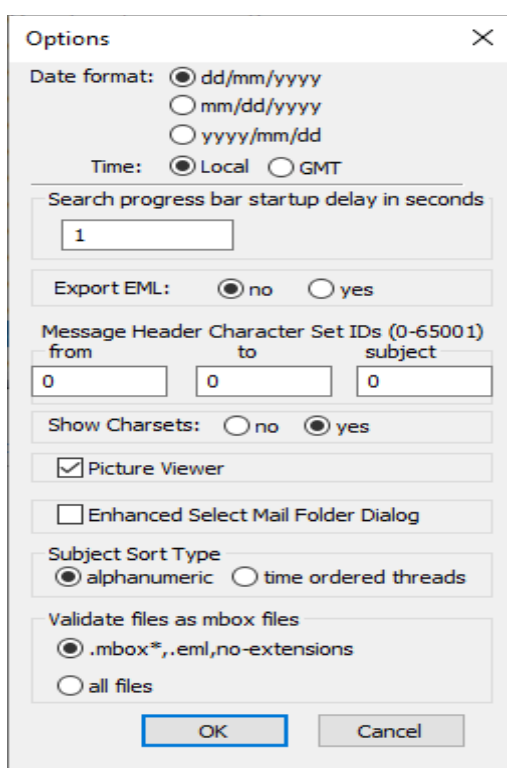 Options
Date format: dd/mm/yyyy
mm/dd/yyyy
yyyy/mm/dd
Time: Local GMT
Search progress bar startup delay in seconds
1
Export EML: no yes
Message Header Character Set IDs (0-65001)
from to subject
0 0 0
Show Charsets: no yes
Picture Viewer
Enhanced Select Mail Folder Dialog
Subject Sort Type
alphanumeric time ordered threads
Validate files as mbox files
.mbox*,.eml,no-extensions
all files
OK Cancel